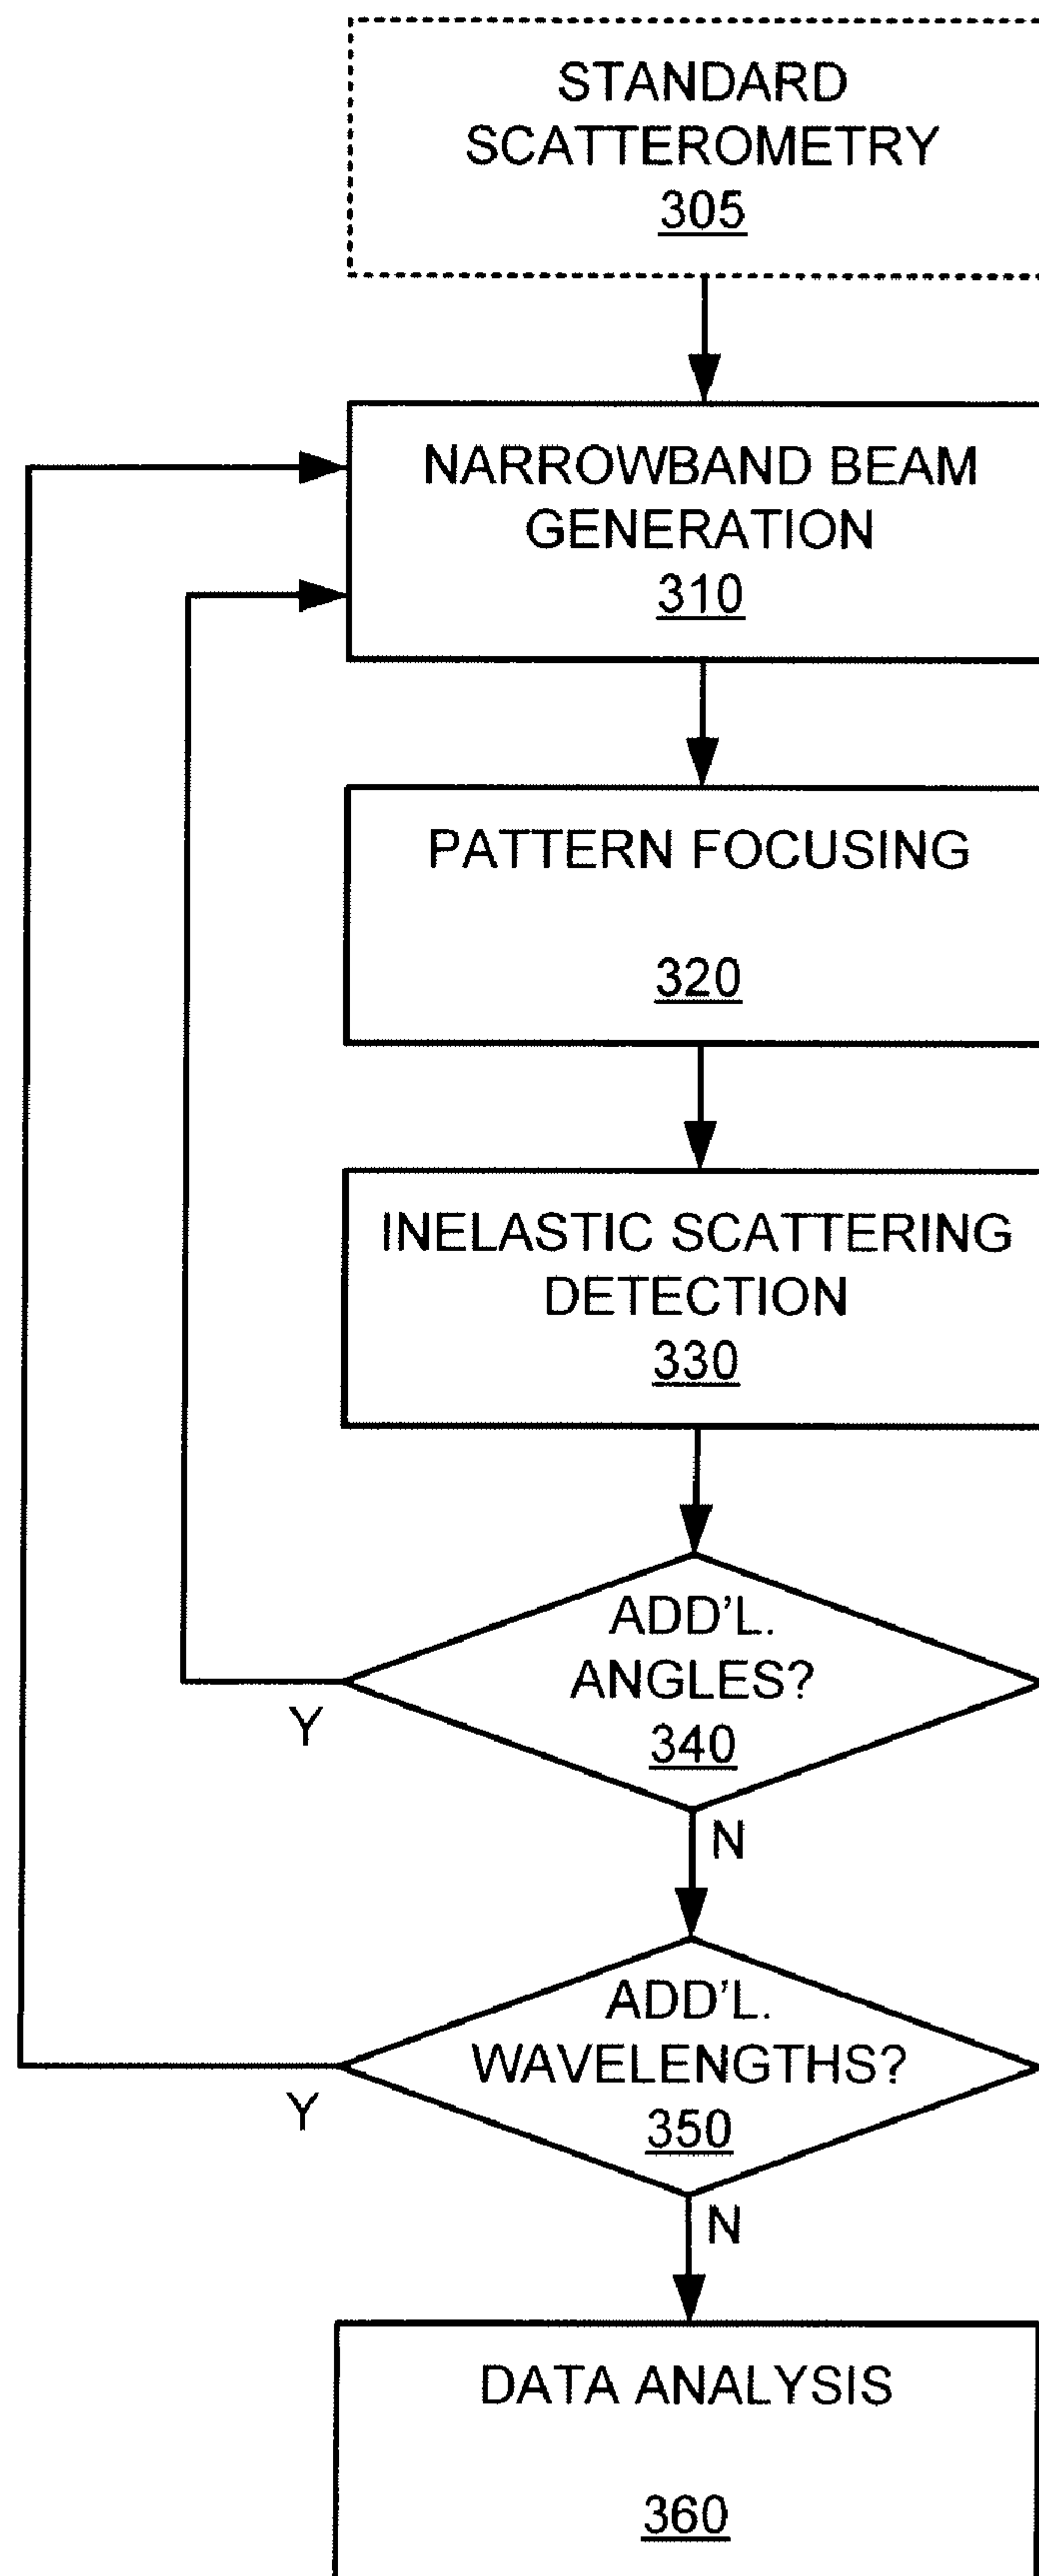 STANDARD
SCATTEROMETRY
305
NARROWBAND BEAM
GENERATION
310
PATTERN FOCUSING
320
INELASTIC SCATTERING
DETECTION
330
ADD'L.
ANGLES?
340
Y
N
ADD'L.
WAVELENGTHS?
350
Y
N
DATA ANALYSIS
360